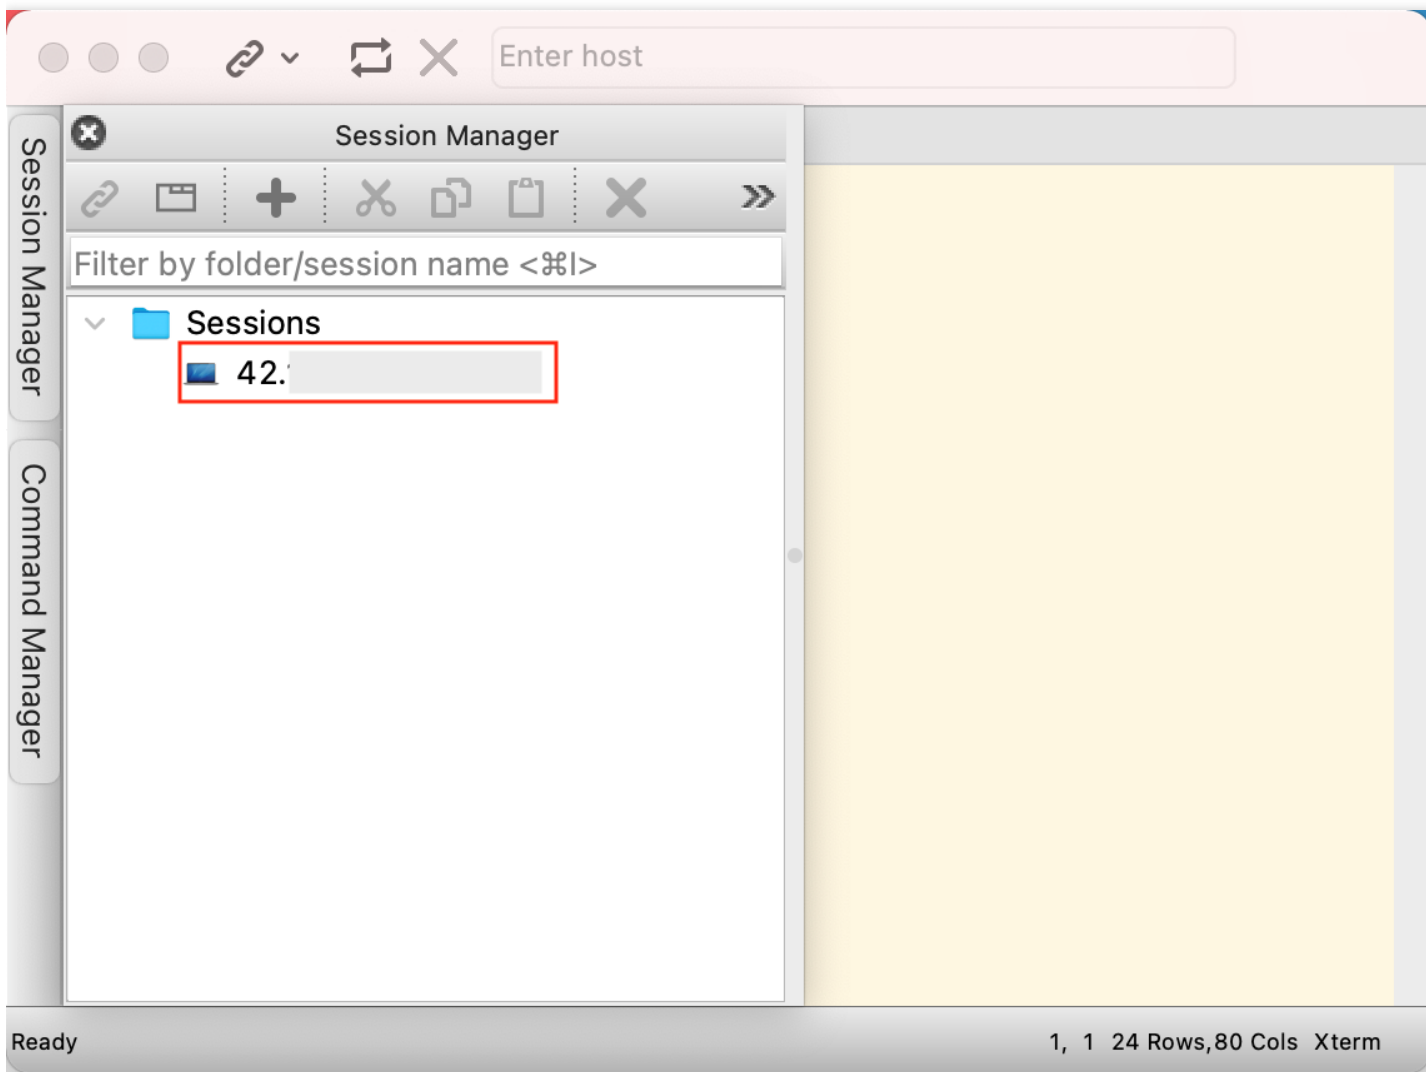 Enter host
Session Manager
Session Manager
Filter by folder/session name <⌘I>
Sessions
42.
Command Manager
Ready
1, 1 24 Rows,80 Cols Xterm